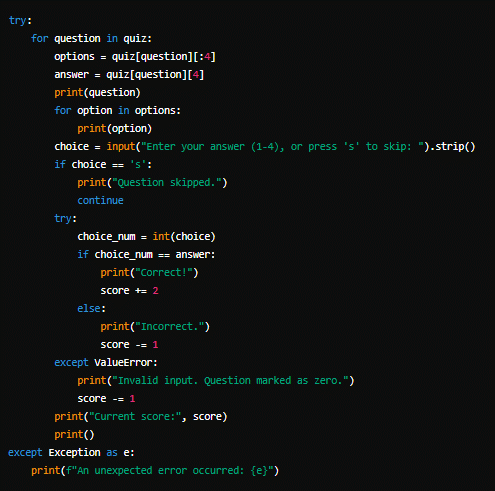 try:
    for question in quiz:
        options = quiz[question][:4]
        answer = quiz[question][4]
        print(question)
        for option in options:
            print(option)
        choice = input("Enter your answer (1-4), or press 's' to skip: ").strip()
        if choice == 's':
            print("Question skipped.")
            continue
        try:
            choice_num = int(choice)
            if choice_num == answer:
                print("Correct!")
                score += 2
            else:
                print("Incorrect.")
                score -= 1
        except ValueError:
            print("Invalid input. Question marked as zero.")
            score -= 1
        print("Current score:", score)
        print()
except Exception as e:
    print(f"An unexpected error occurred: {e}")